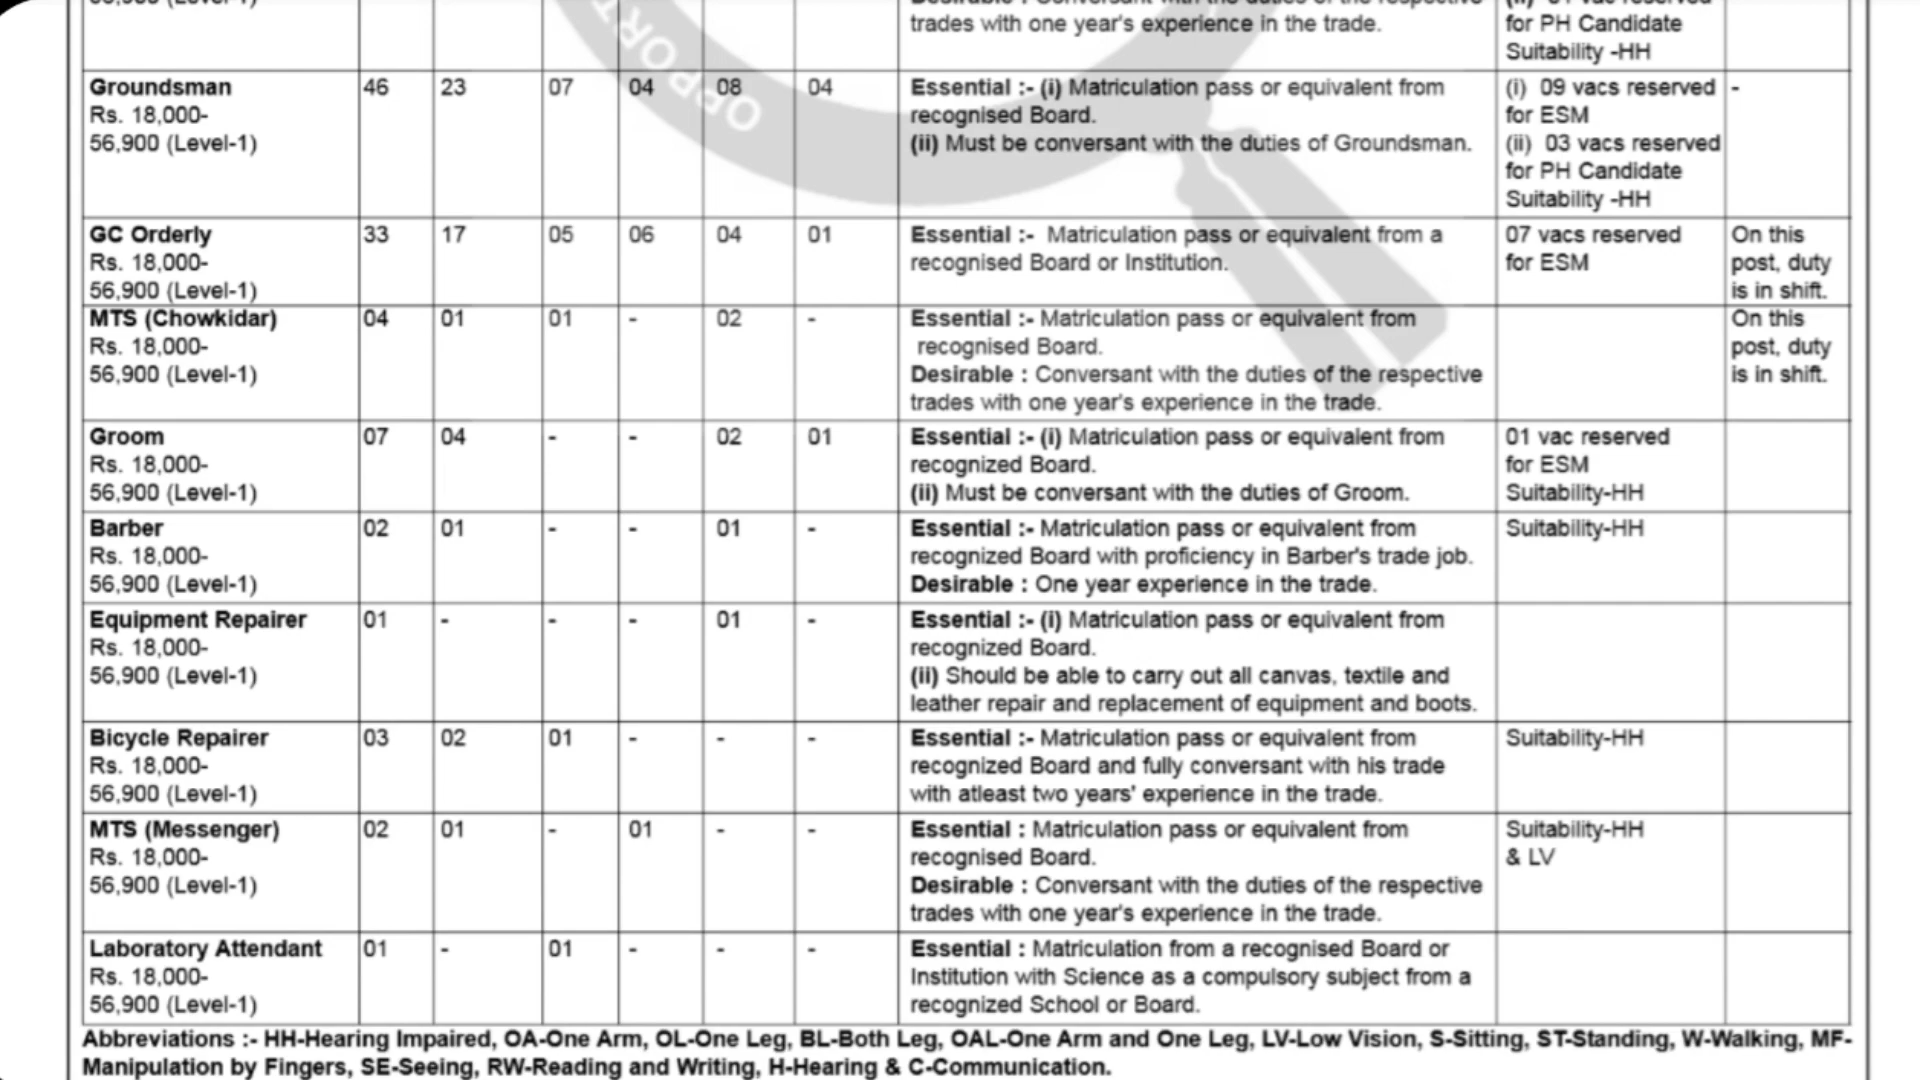 trades with one year's experience in the trade.
for PH Candidate
Suitability -HH
OPPORT
Groundsman 46 23 07 04 08 04 Essential :- (i) Matriculation pass or equivalent from (i) 09 vacs reserved -
Rs. 18,000- recognised Board. for ESM
56,900 (Level-1) (ii) Must be conversant with the duties of Groundsman. (ii) 03 vacs reserved
for PH Candidate
Suitability -HH
GC Orderly 33 17 05 06 04 01 Essential :- Matriculation pass or equivalent from a 07 vacs reserved On this
Rs. 18,000- recognised Board or Institution. for ESM post, duty
56,900 (Level-1) is in shift.
MTS (Chowkidar) 04 01 01 - 02 - Essential :- Matriculation pass or equivalent from On this
Rs. 18,000- recognised Board. post, duty
56,900 (Level-1) Desirable : Conversant with the duties of the respective is in shift.
trades with one year's experience in the trade.
Groom 07 04 - - 02 01 Essential :- (i) Matriculation pass or equivalent from 01 vac reserved
Rs. 18,000- recognized Board. for ESM
56,900 (Level-1) (ii) Must be conversant with the duties of Groom. Suitability-HH
Barber 02 01 - - 01 - Essential :- Matriculation pass or equivalent from Suitability-HH
Rs. 18,000- recognized Board with proficiency in Barber's trade job.
56,900 (Level-1) Desirable : One year experience in the trade.
Equipment Repairer 01 - - - 01 - Essential :- (i) Matriculation pass or equivalent from
Rs. 18,000- recognized Board.
56,900 (Level-1) (ii) Should be able to carry out all canvas, textile and
leather repair and replacement of equipment and boots.
Bicycle Repairer 03 02 01 - - - Essential :- Matriculation pass or equivalent from Suitability-HH
Rs. 18,000- recognized Board and fully conversant with his trade
56,900 (Level-1) with atleast two years' experience in the trade.
MTS (Messenger) 02 01 - 01 - - Essential : Matriculation pass or equivalent from Suitability-HH
Rs. 18,000- recognised Board. & LV
56,900 (Level-1) Desirable : Conversant with the duties of the respective
trades with one year's experience in the trade.
Laboratory Attendant 01 - 01 - - - Essential : Matriculation from a recognised Board or
Rs. 18,000- Institution with Science as a compulsory subject from a
56,900 (Level-1) recognized School or Board.
Abbreviations :- HH-Hearing Impaired, OA-One Arm, OL-One Leg, BL-Both Leg, OAL-One Arm and One Leg, LV-Low Vision, S-Sitting, ST-Standing, W-Walking, MF-
Manipulation by Fingers, SE-Seeing, RW-Reading and Writing, H-Hearing & C-Communication.